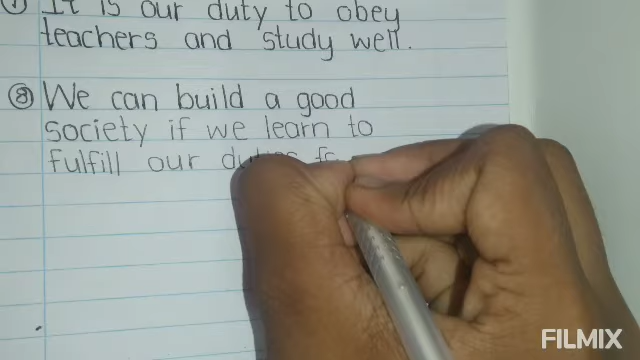 It is our duty to obey
teachers and study well.
⑧ We can build a good
society if we learn to
fulfill our duties
FILMIX